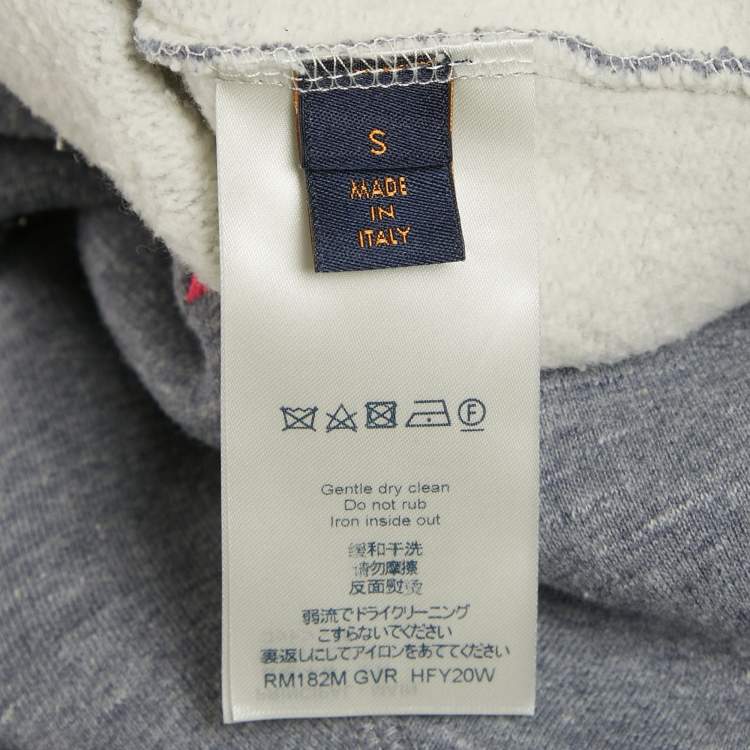 S
MADE
IN
ITALY
F
Gentle dry clean
Do not rub
Iron inside out
缓和干洗
请勿摩擦
反面熨烫
弱流でドライクリーニング
こすらないでください
裏返しにしてアイロンをあててください
RM182M GVR HFY20W